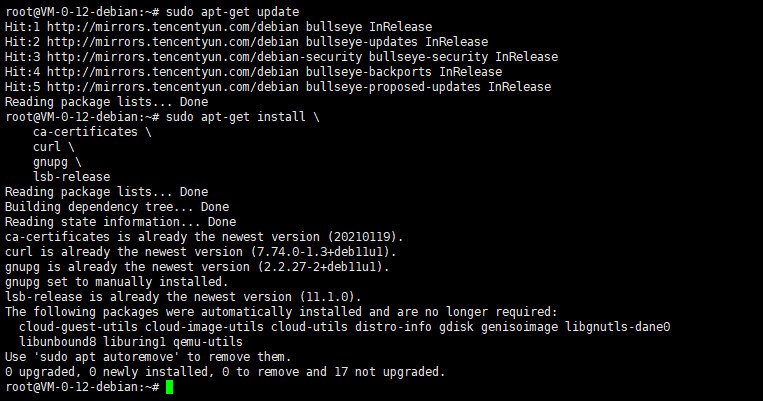 root@VM-0-12-debian:~# sudo apt-get update
Hit:1 http://mirrors.tencentyun.com/debian bullseye InRelease
Hit:2 http://mirrors.tencentyun.com/debian bullseye-updates InRelease
Hit:3 http://mirrors.tencentyun.com/debian-security bullseye-security InRelease
Hit:4 http://mirrors.tencentyun.com/debian bullseye-backports InRelease
Hit:5 http://mirrors.tencentyun.com/debian bullseye-proposed-updates InRelease
Reading package lists... Done
root@VM-0-12-debian:~# sudo apt-get install \
    ca-certificates \
    curl \
    gnupg \
    lsb-release
Reading package lists... Done
Building dependency tree... Done
Reading state information... Done
ca-certificates is already the newest version (20210119).
curl is already the newest version (7.74.0-1.3+deb11u1).
gnupg is already the newest version (2.2.27-2+deb11u1).
gnupg set to manually installed.
lsb-release is already the newest version (11.1.0).
The following packages were automatically installed and are no longer required:
  cloud-guest-utils cloud-image-utils cloud-utils distro-info gdisk genisoimage libgnutls-dane0
  libunbound8 liburing1 qemu-utils
Use 'sudo apt autoremove' to remove them.
0 upgraded, 0 newly installed, 0 to remove and 17 not upgraded.
root@VM-0-12-debian:~#